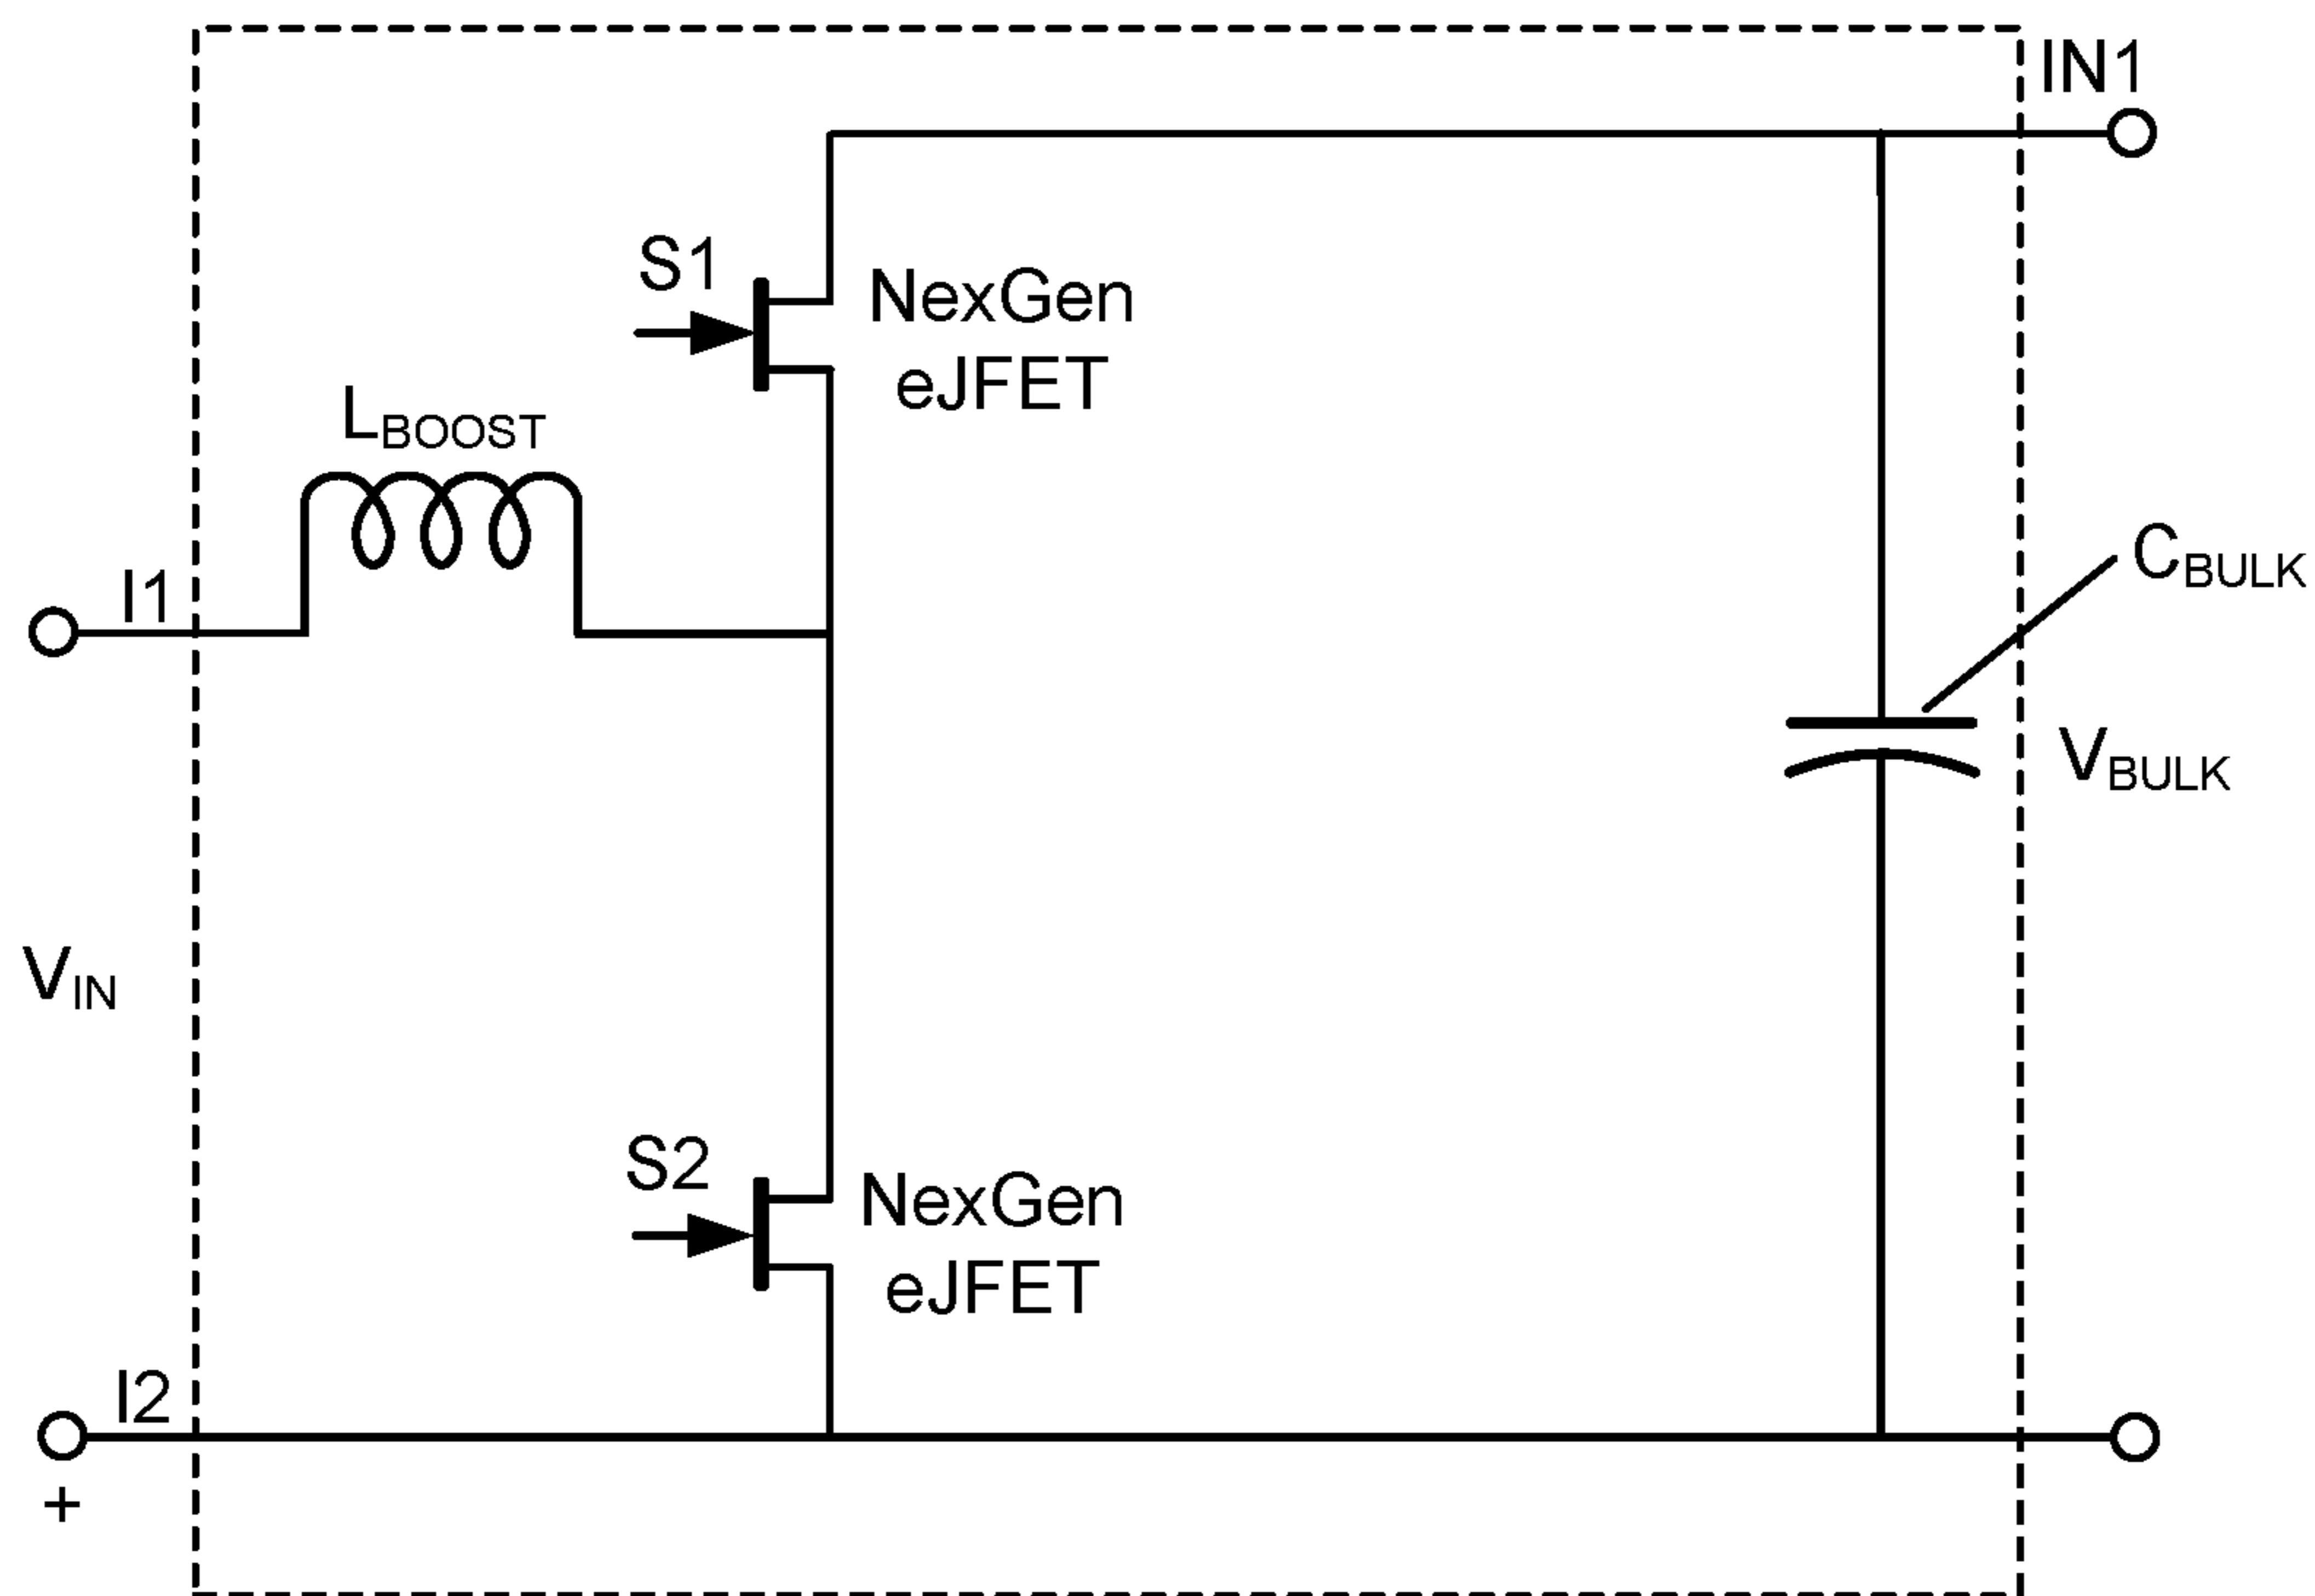 IN1
S1
NexGen
eJFET
LBOOST
I1
CBULK
VBULK
VIN
S2
NexGen
eJFET
I2
+